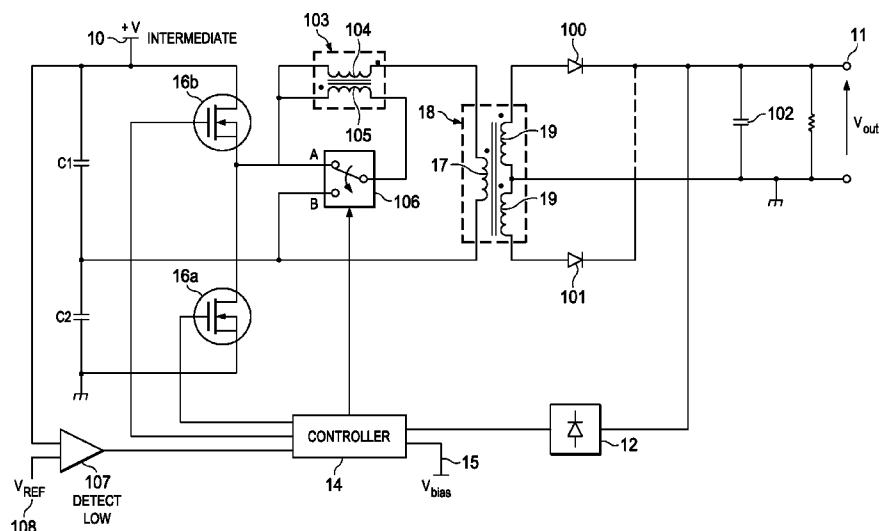 +V
10
INTERMEDIATE
103
104
105
100
11
16b
18
17
19
19
102
Vout
C1
A
B
106
101
16a
C2
CONTROLLER
14
15
Vbias
12
VREF
108
107
DETECT
LOW